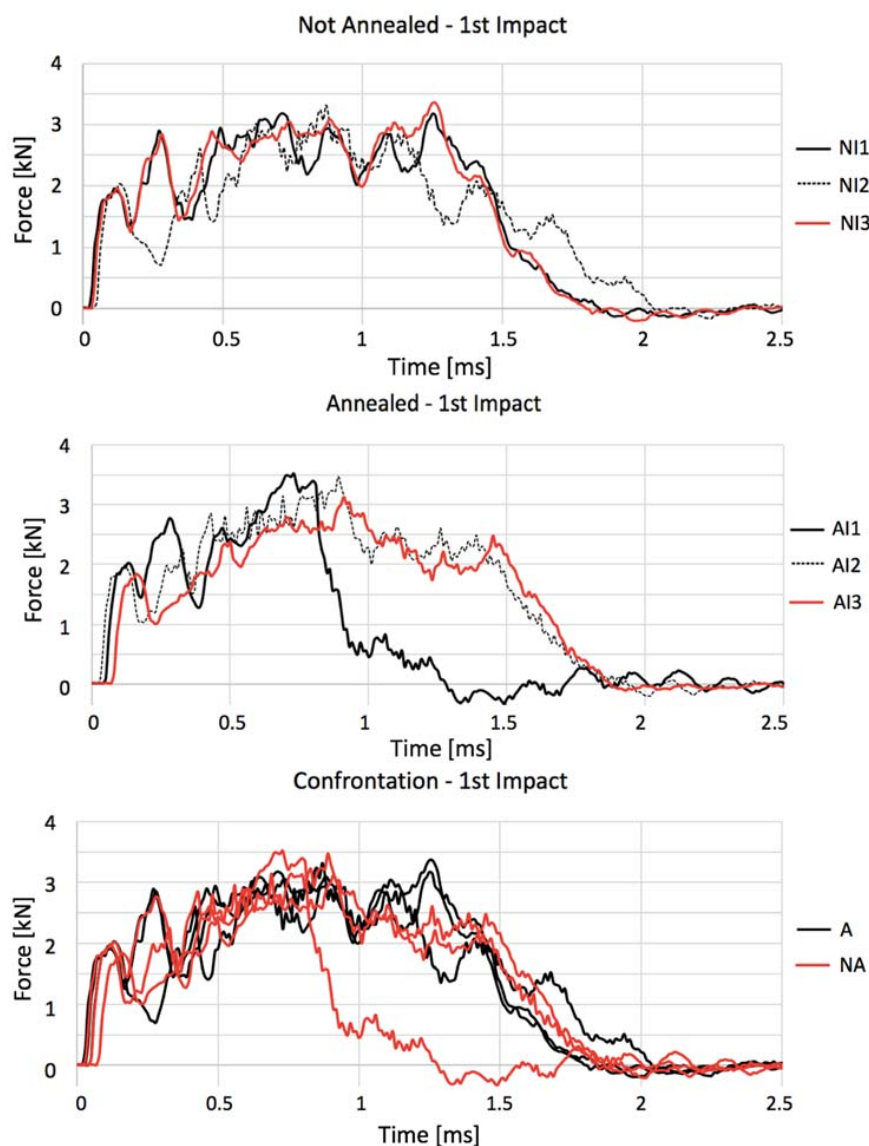 Not Annealed - 1st Impact
Force [kN]
4
3
2
1
0
0 0.5 1 1.5 2 2.5
Time [ms]
NI1
NI2
NI3
Annealed - 1st Impact
Force [kN]
4
3
2
1
0
0 0.5 1 1.5 2 2.5
Time [ms]
AI1
AI2
AI3
Confrontation - 1st Impact
Force [kN]
4
3
2
1
0
0 0.5 1 1.5 2 2.5
Time [ms]
A
NA